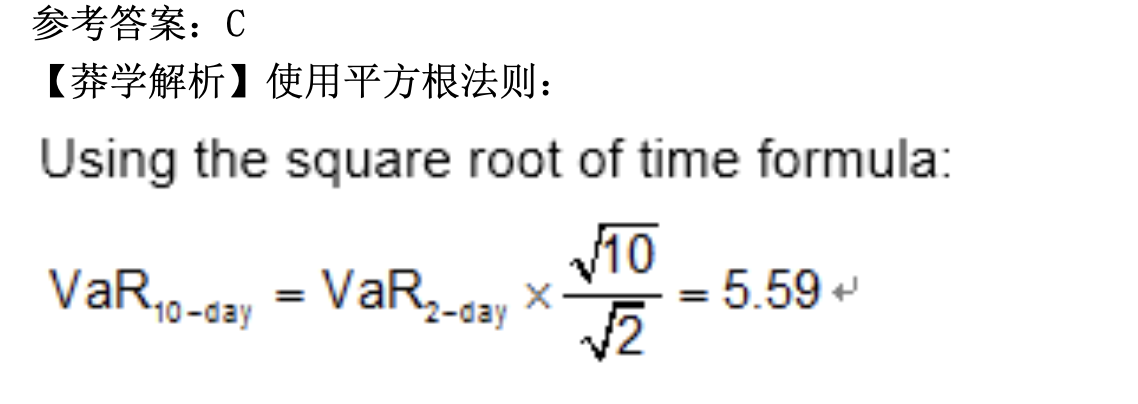 参考答案：C
【莽学解析】使用平方根法则：
Using the square root of time formula:
VaR₁₀₋day = VaR₂₋day × √10 / √2 = 5.59↵